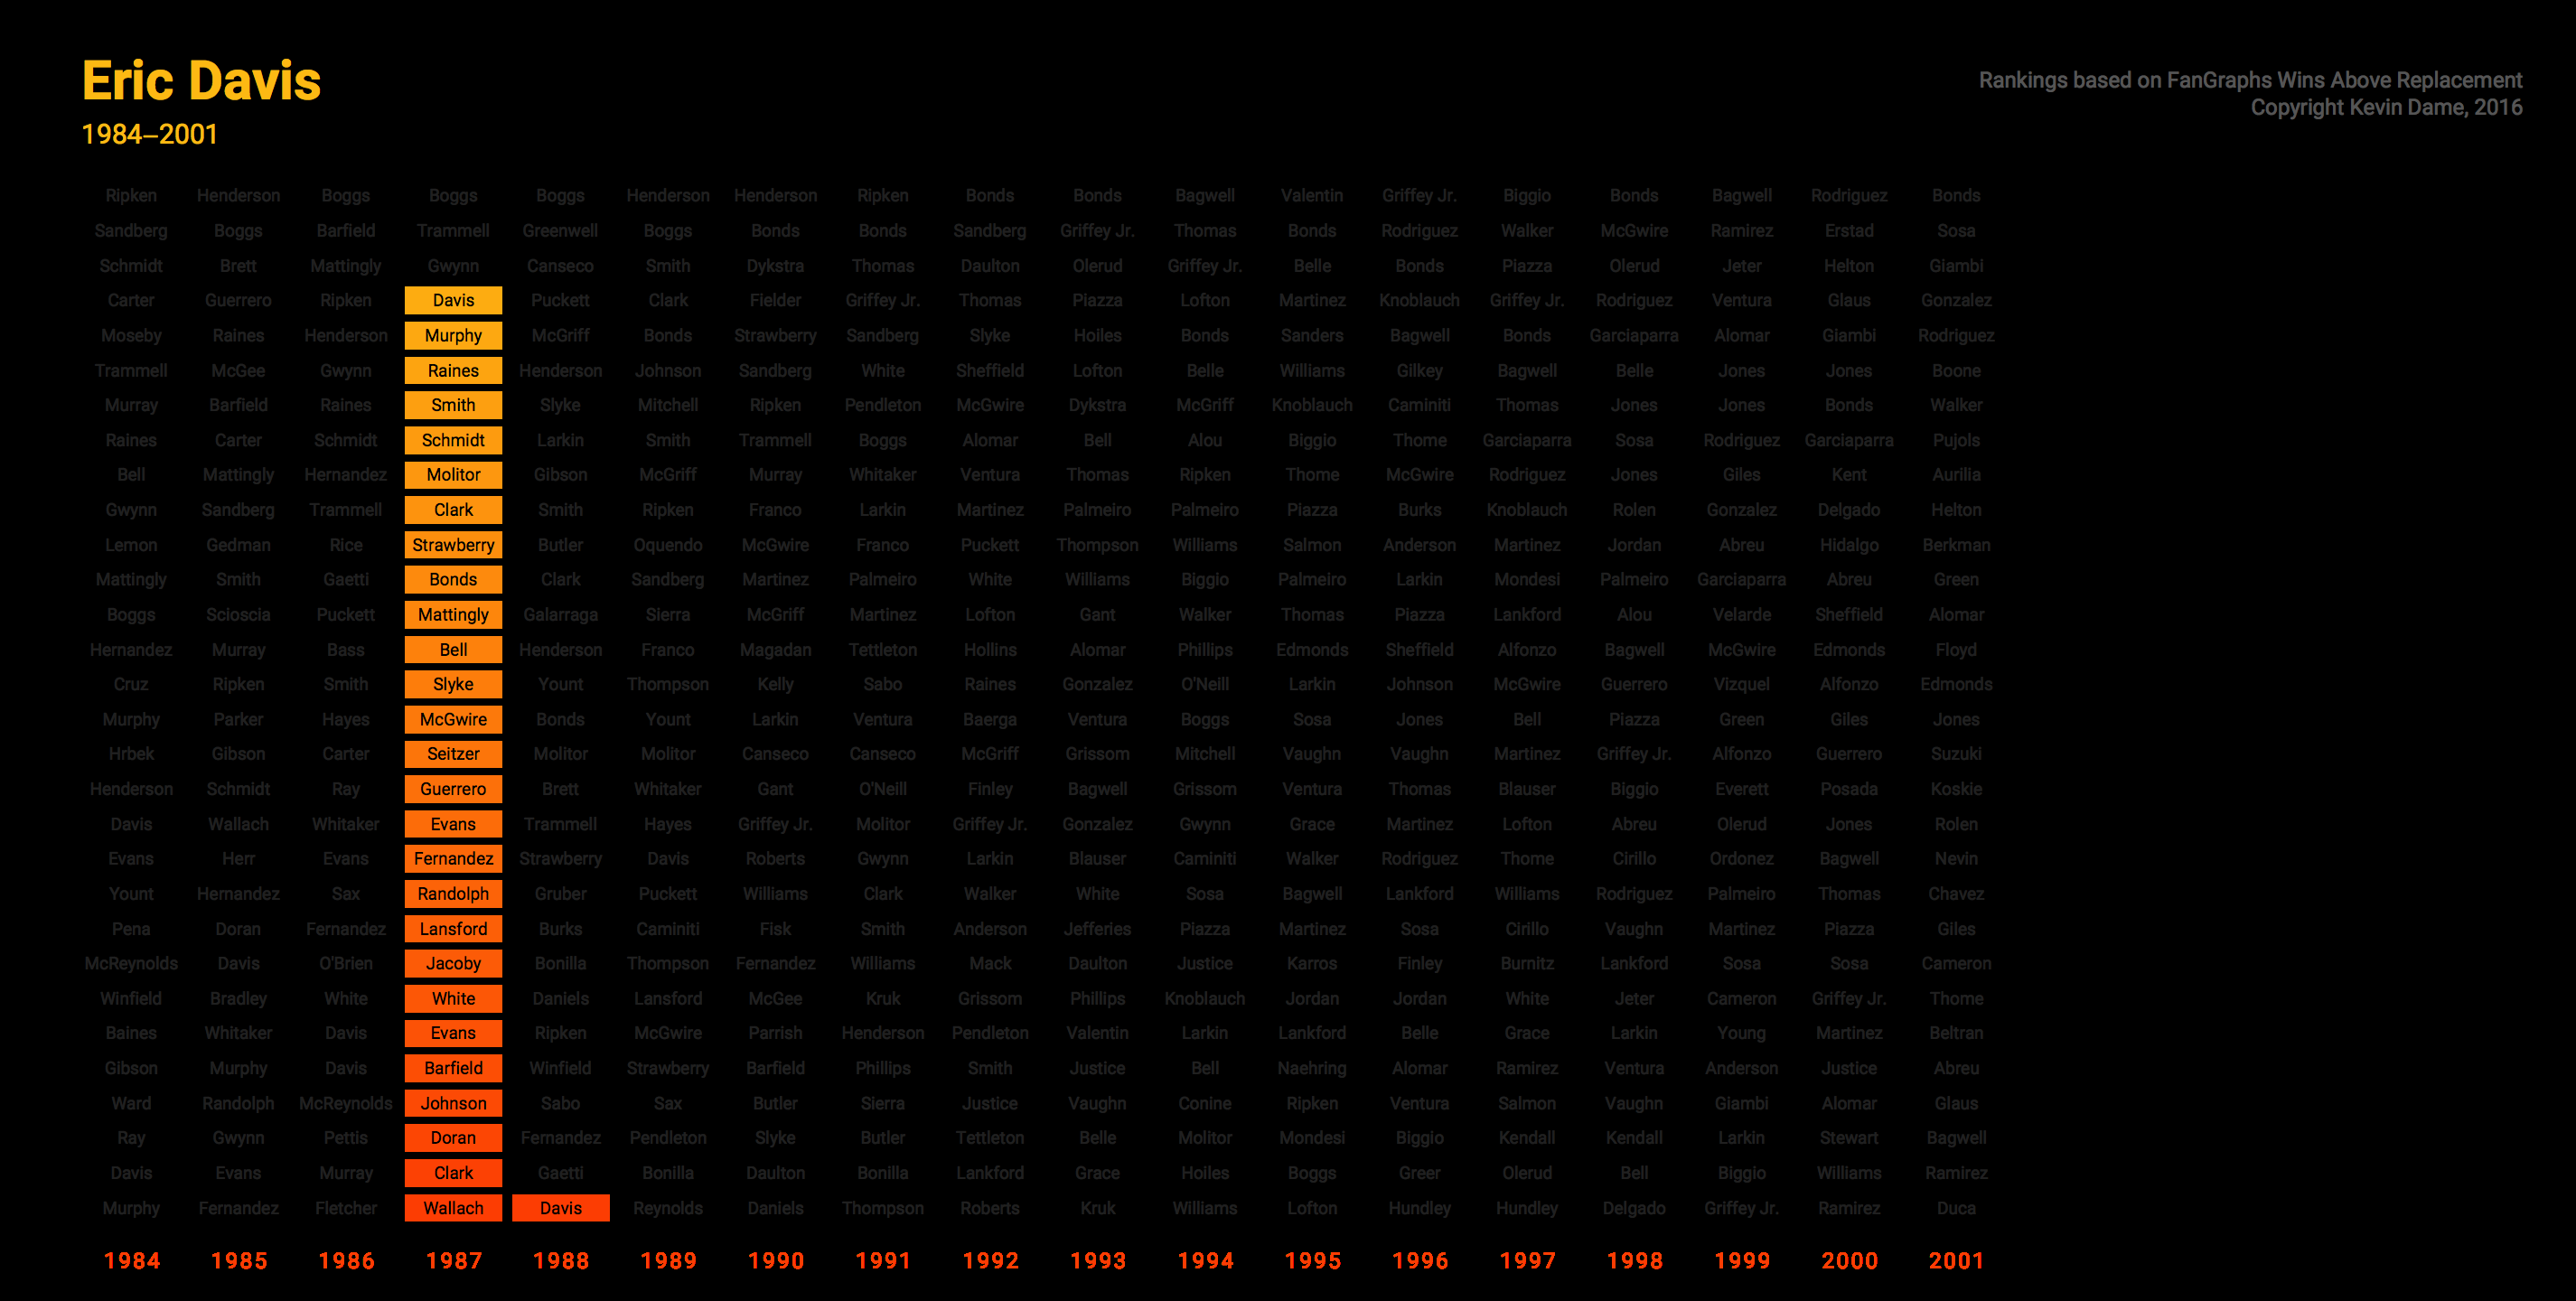 Eric Davis
1984–2001
Rankings based on FanGraphs Wins Above Replacement
Copyright Kevin Dame, 2016
Ripken Henderson Boggs Boggs Boggs Henderson Henderson Ripken Bonds Bonds Bagwell Valentin Griffey Jr. Biggio Bonds Bagwell Rodriguez Bonds
Sandberg Boggs Barfield Trammell Greenwell Boggs Bonds Bonds Sandberg Griffey Jr. Thomas Bonds Rodriguez Walker McGwire Ramirez Erstad Sosa
Schmidt Brett Mattingly Gwynn Canseco Smith Dykstra Thomas Daulton Olerud Griffey Jr. Belle Bonds Piazza Olerud Jeter Helton Giambi
Carter Guerrero Ripken Davis Puckett Clark Fielder Griffey Jr. Thomas Piazza Lofton Martinez Knoblauch Griffey Jr. Rodriguez Ventura Glaus Gonzalez
Moseby Raines Henderson Murphy McGriff Bonds Strawberry Sandberg Slyke Hoiles Bonds Sanders Bagwell Bonds Garciaparra Alomar Giambi Rodriguez
Trammell McGee Gwynn Raines Henderson Johnson Sandberg White Sheffield Lofton Belle Williams Gilkey Bagwell Belle Jones Jones Boone
Murray Barfield Raines Smith Slyke Mitchell Ripken Pendleton McGwire Dykstra McGriff Knoblauch Caminiti Thomas Jones Jones Bonds Walker
Raines Carter Schmidt Schmidt Larkin Smith Trammell Boggs Alomar Bell Alou Biggio Thome Garciaparra Sosa Rodriguez Garciaparra Pujols
Bell Mattingly Hernandez Molitor Gibson McGriff Murray Whitaker Ventura Thomas Ripken Thome McGwire Rodriguez Jones Giles Kent Aurilia
Gwynn Sandberg Trammell Clark Smith Ripken Franco Larkin Martinez Palmeiro Palmeiro Piazza Burks Knoblauch Rolen Gonzalez Delgado Helton
Lemon Gedman Rice Strawberry Butler Oquendo McGwire Franco Puckett Thompson Williams Salmon Anderson Martinez Jordan Abreu Hidalgo Berkman
Mattingly Smith Gaetti Bonds Clark Sandberg Martinez Palmeiro White Williams Biggio Palmeiro Larkin Mondesi Palmeiro Garciaparra Abreu Green
Boggs Scioscia Puckett Mattingly Galarraga Sierra McGriff Martinez Lofton Gant Walker Thomas Piazza Lankford Alou Velarde Sheffield Alomar
Hernandez Murray Bass Bell Henderson Franco Magadan Tettleton Hollins Alomar Phillips Edmonds Sheffield Alfonzo Bagwell McGwire Edmonds Floyd
Cruz Ripken Smith Slyke Yount Thompson Kelly Sabo Raines Gonzalez O'Neill Larkin Johnson McGwire Guerrero Vizquel Alfonzo Edmonds
Murphy Parker Hayes McGwire Bonds Yount Larkin Ventura Baerga Ventura Boggs Sosa Jones Bell Piazza Green Giles Jones
Hrbek Gibson Carter Seitzer Molitor Molitor Canseco Canseco McGriff Grissom Mitchell Vaughn Vaughn Martinez Griffey Jr. Alfonzo Guerrero Suzuki
Henderson Schmidt Ray Guerrero Brett Whitaker Gant O'Neill Finley Bagwell Grissom Ventura Thomas Blauser Biggio Everett Posada Koskie
Davis Wallach Whitaker Evans Trammell Hayes Griffey Jr. Molitor Griffey Jr. Gonzalez Gwynn Grace Martinez Lofton Abreu Olerud Jones Rolen
Evans Herr Evans Fernandez Strawberry Davis Roberts Gwynn Larkin Blauser Caminiti Walker Rodriguez Thome Cirillo Ordonez Bagwell Nevin
Yount Hernandez Sax Randolph Gruber Puckett Williams Clark Walker White Sosa Bagwell Lankford Williams Rodriguez Palmeiro Thomas Chavez
Pena Doran Fernandez Lansford Burks Caminiti Fisk Smith Anderson Jefferies Piazza Martinez Sosa Cirillo Vaughn Martinez Piazza Giles
McReynolds Davis O'Brien Jacoby Bonilla Thompson Fernandez Williams Mack Daulton Justice Karros Finley Burnitz Lankford Sosa Sosa Cameron
Winfield Bradley White White Daniels Lansford McGee Kruk Grissom Phillips Knoblauch Jordan Jordan White Jeter Cameron Griffey Jr. Thome
Baines Whitaker Davis Evans Ripken McGwire Parrish Henderson Pendleton Valentin Larkin Lankford Belle Grace Larkin Young Martinez Beltran
Gibson Murphy Davis Barfield Winfield Strawberry Barfield Phillips Smith Justice Bell Naehring Alomar Ramirez Ventura Anderson Justice Abreu
Ward Randolph McReynolds Johnson Sabo Sax Butler Sierra Justice Vaughn Conine Ripken Ventura Salmon Vaughn Giambi Alomar Glaus
Ray Gwynn Pettis Doran Fernandez Pendleton Slyke Butler Tettleton Belle Molitor Mondesi Biggio Kendall Kendall Larkin Stewart Bagwell
Davis Evans Murray Clark Gaetti Bonilla Daulton Bonilla Lankford Grace Hoiles Boggs Greer Olerud Bell Biggio Williams Ramirez
Murphy Fernandez Fletcher Wallach Davis Reynolds Daniels Thompson Roberts Kruk Williams Lofton Hundley Hundley Delgado Griffey Jr. Ramirez Duca
1984 1985 1986 1987 1988 1989 1990 1991 1992 1993 1994 1995 1996 1997 1998 1999 2000 2001